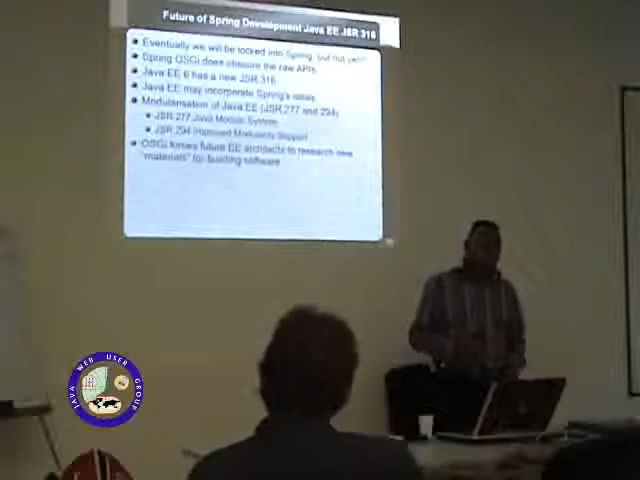 Future of Spring Development Java EE JSR 316
Eventually we will be locked into Spring, but not yet!!
Spring OSGi does obscure the raw APIs
Java EE 6 has a new JSR 316
Java EE may incorporate Spring's ideals
Modularisation of Java EE (JSR 277 and 294)
JSR 277 Java Module System
JSR 294 Improved Modularity Support
OSGi forces future EE architects to research new
"materials" for building software
JAVA WEB USER GROUP